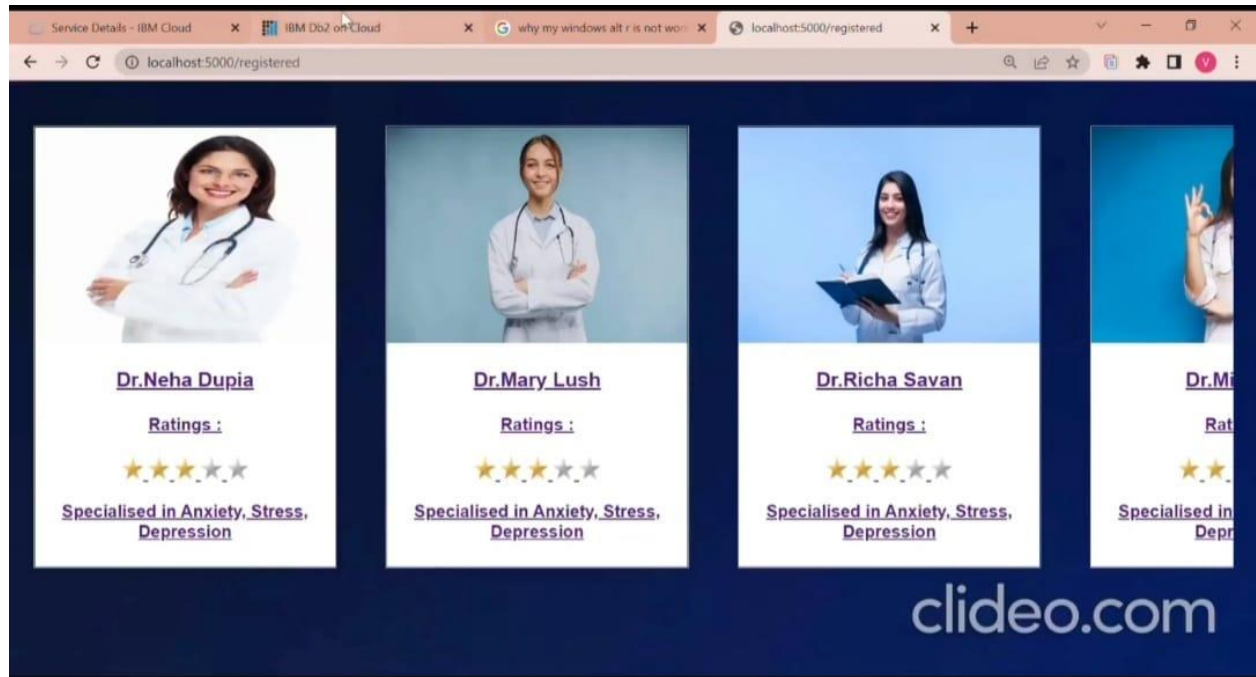 Service Details - IBM Cloud
IBM Db2 on Cloud
why my windows alt r is not wor
localhost:5000/registered
localhost:5000/registered
V
Dr.Neha Dupia
Ratings :
Specialised in Anxiety, Stress,
Depression
Dr.Mary Lush
Ratings :
Specialised in Anxiety, Stress,
Depression
Dr.Richa Savan
Ratings :
Specialised in Anxiety, Stress,
Depression
Dr.Mi
Rat
Specialised in
Depr
clideo.com